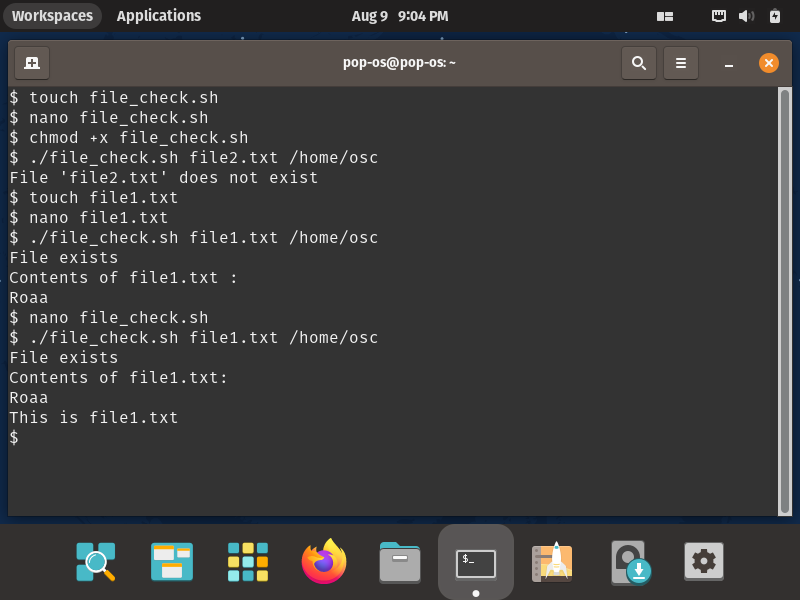 Workspaces Applications Aug 9 9:04 PM
pop-os@pop-os: ~
$ touch file_check.sh
$ nano file_check.sh
$ chmod +x file_check.sh
$ ./file_check.sh file2.txt /home/osc
File 'file2.txt' does not exist
$ touch file1.txt
$ nano file1.txt
$ ./file_check.sh file1.txt /home/osc
File exists
Contents of file1.txt :
Roaa
$ nano file_check.sh
$ ./file_check.sh file1.txt /home/osc
File exists
Contents of file1.txt:
Roaa
This is file1.txt
$
$_